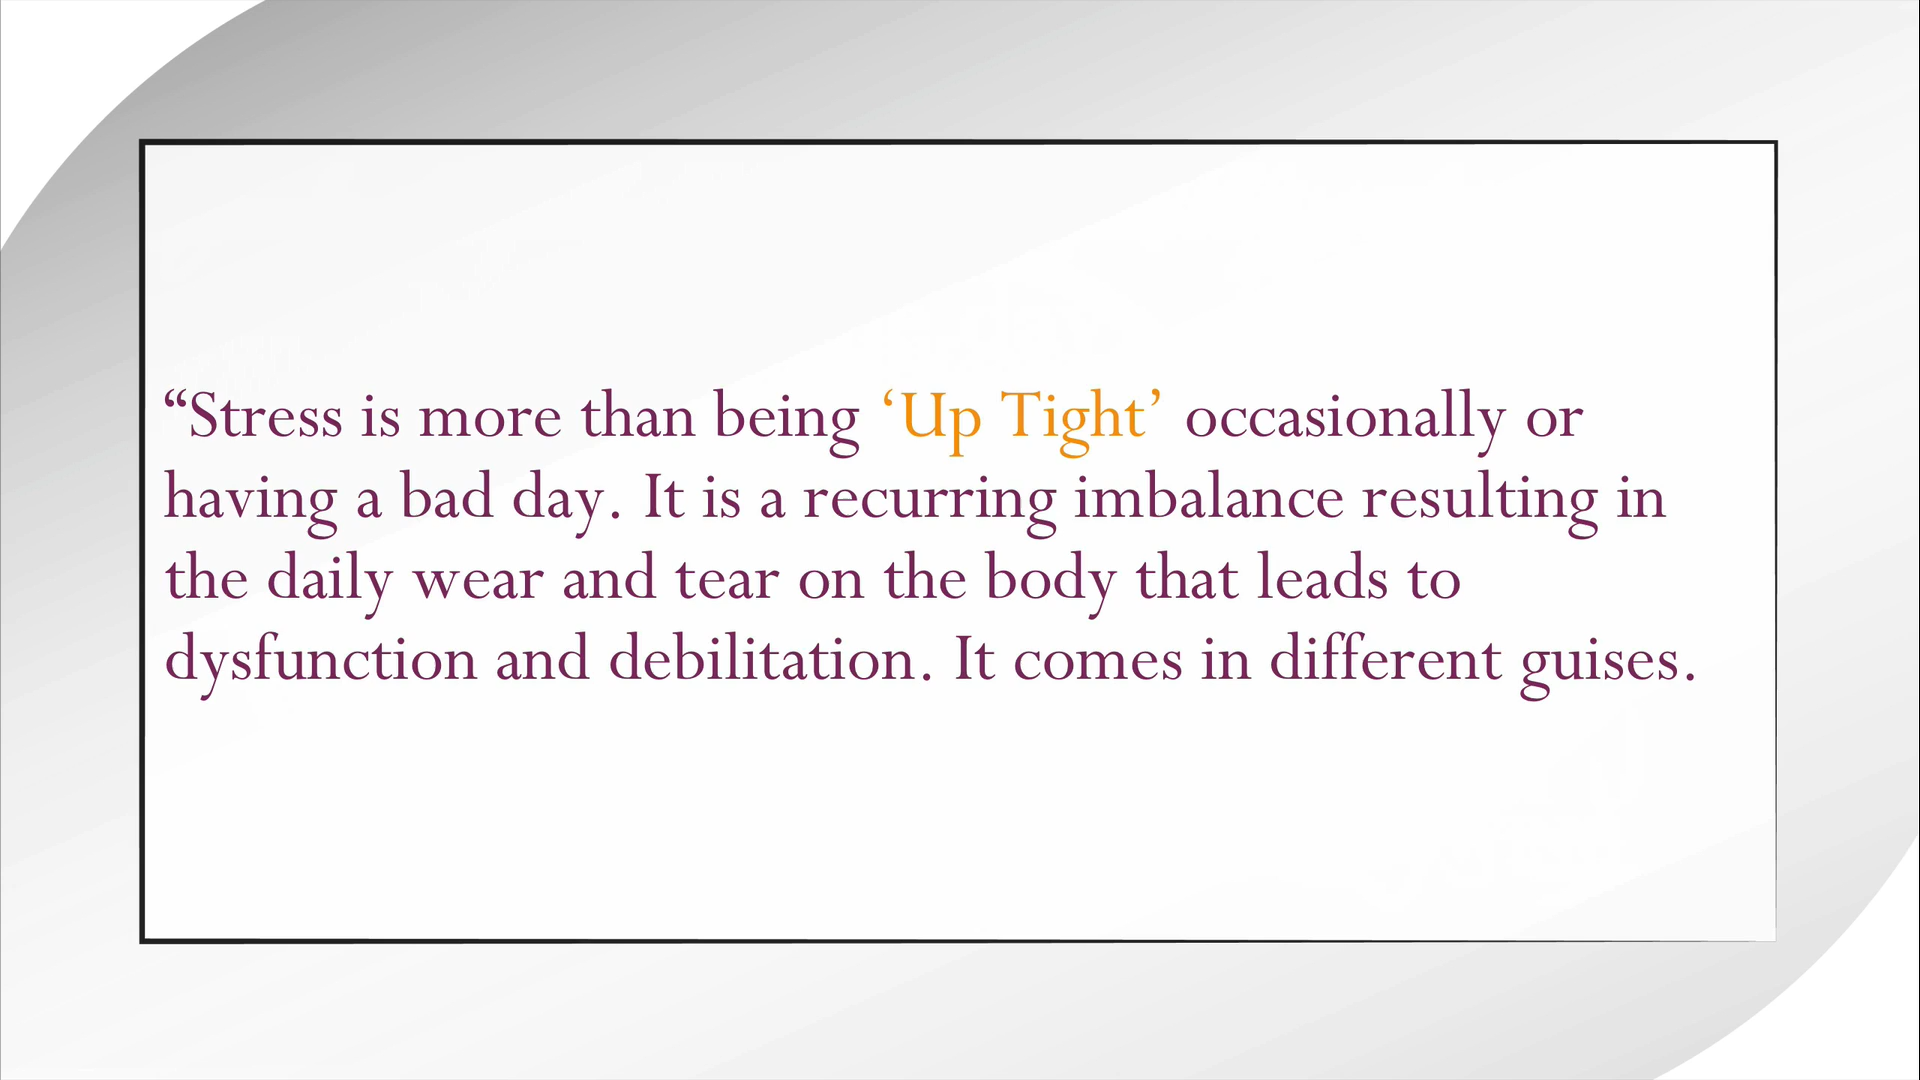 “Stress is more than being ‘Up Tight’ occasionally or
having a bad day. It is a recurring imbalance resulting in
the daily wear and tear on the body that leads to
dysfunction and debilitation. It comes in different guises.